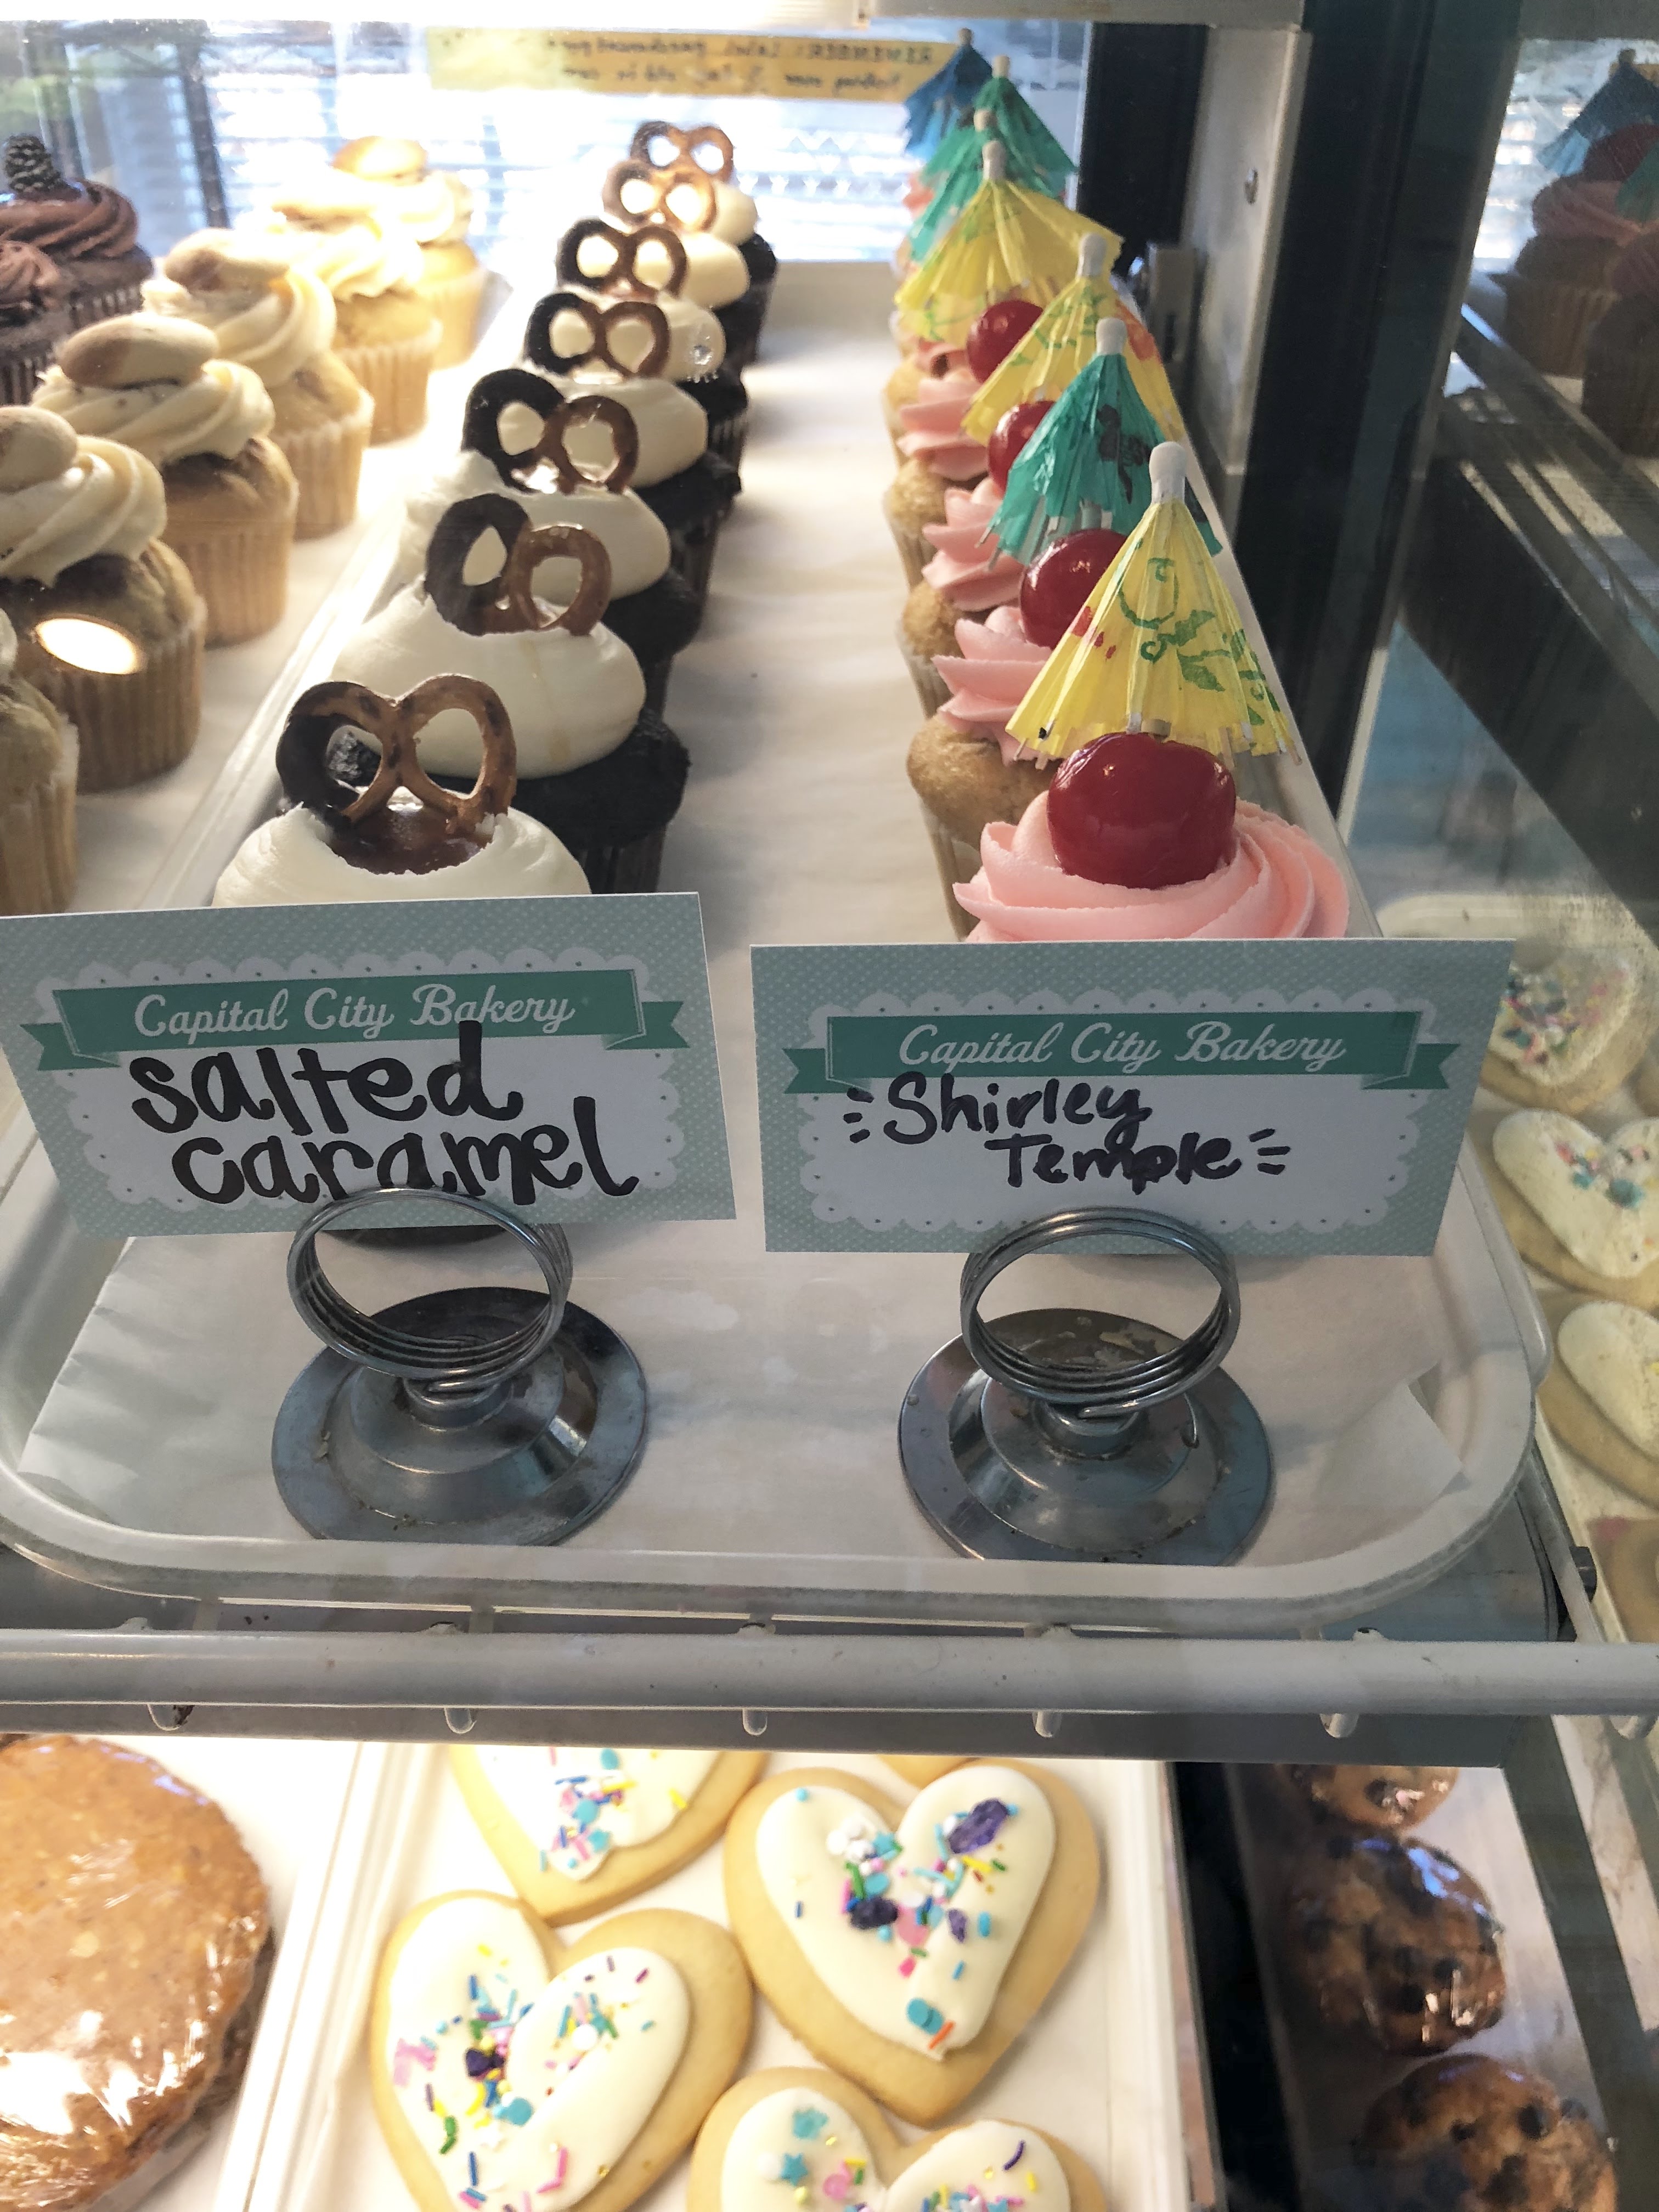 Capital City Bakery
Salted
caramel
Capital City Bakery
Shirley
Temple